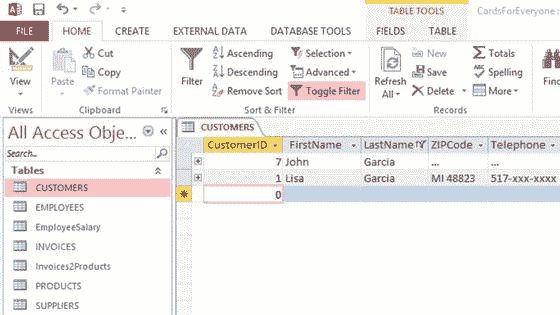 TABLE TOOLS
CardsForEveryone :
FILE HOME CREATE EXTERNAL DATA DATABASE TOOLS FIELDS TABLE
View
Views
Paste
Cut
Copy
Format Painter
Clipboard
Filter
Ascending
Descending
Remove Sort
Selection
Advanced
Toggle Filter
Sort & Filter
Refresh All
New
Save
Delete
Totals
Spelling
More
Records
Find
All Access Obje...
Search...
Tables
CUSTOMERS
EMPLOYEES
EmployeeSalary
INVOICES
Invoices2Products
PRODUCTS
SUPPLIERS
CUSTOMERS
CustomerID FirstName LastName ZIPCode Telephone
7 John Garcia ... ...
1 Lisa Garcia MI 48823 517-xxx-xxxx
0